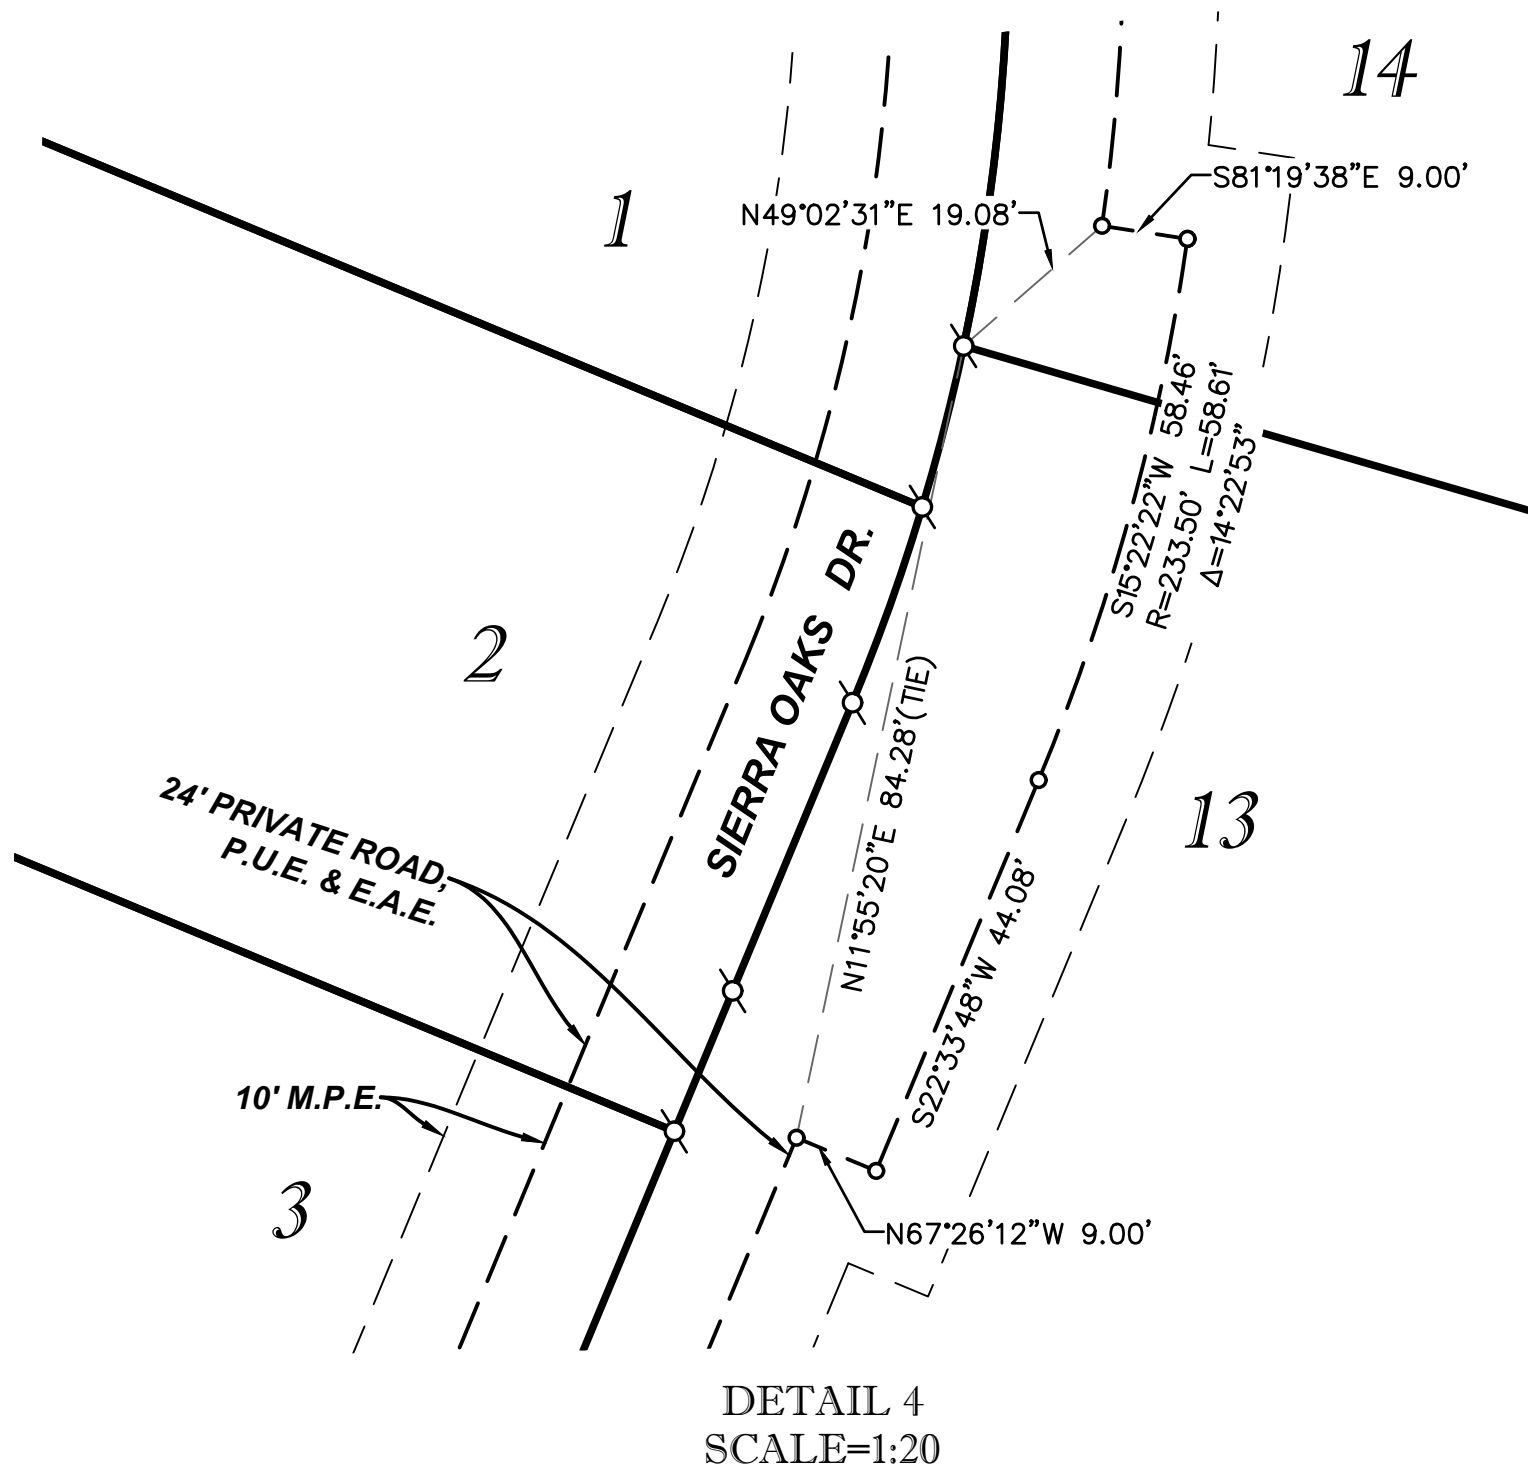 14
S81°19'38"E 9.00'
1
N49°02'31"E 19.08'
S15°22'22"W 58.46'
R=233.50' L=58.61'
Δ=14°22'53"
SIERRA OAKS DR.
2
N11°55'20"E 84.28'(TIE)
24' PRIVATE ROAD,
P.U.E. & E.A.E.
13
S22°33'48"W 44.08'
10' M.P.E.
3
N67°26'12"W 9.00'
DETAIL 4
SCALE=1:20